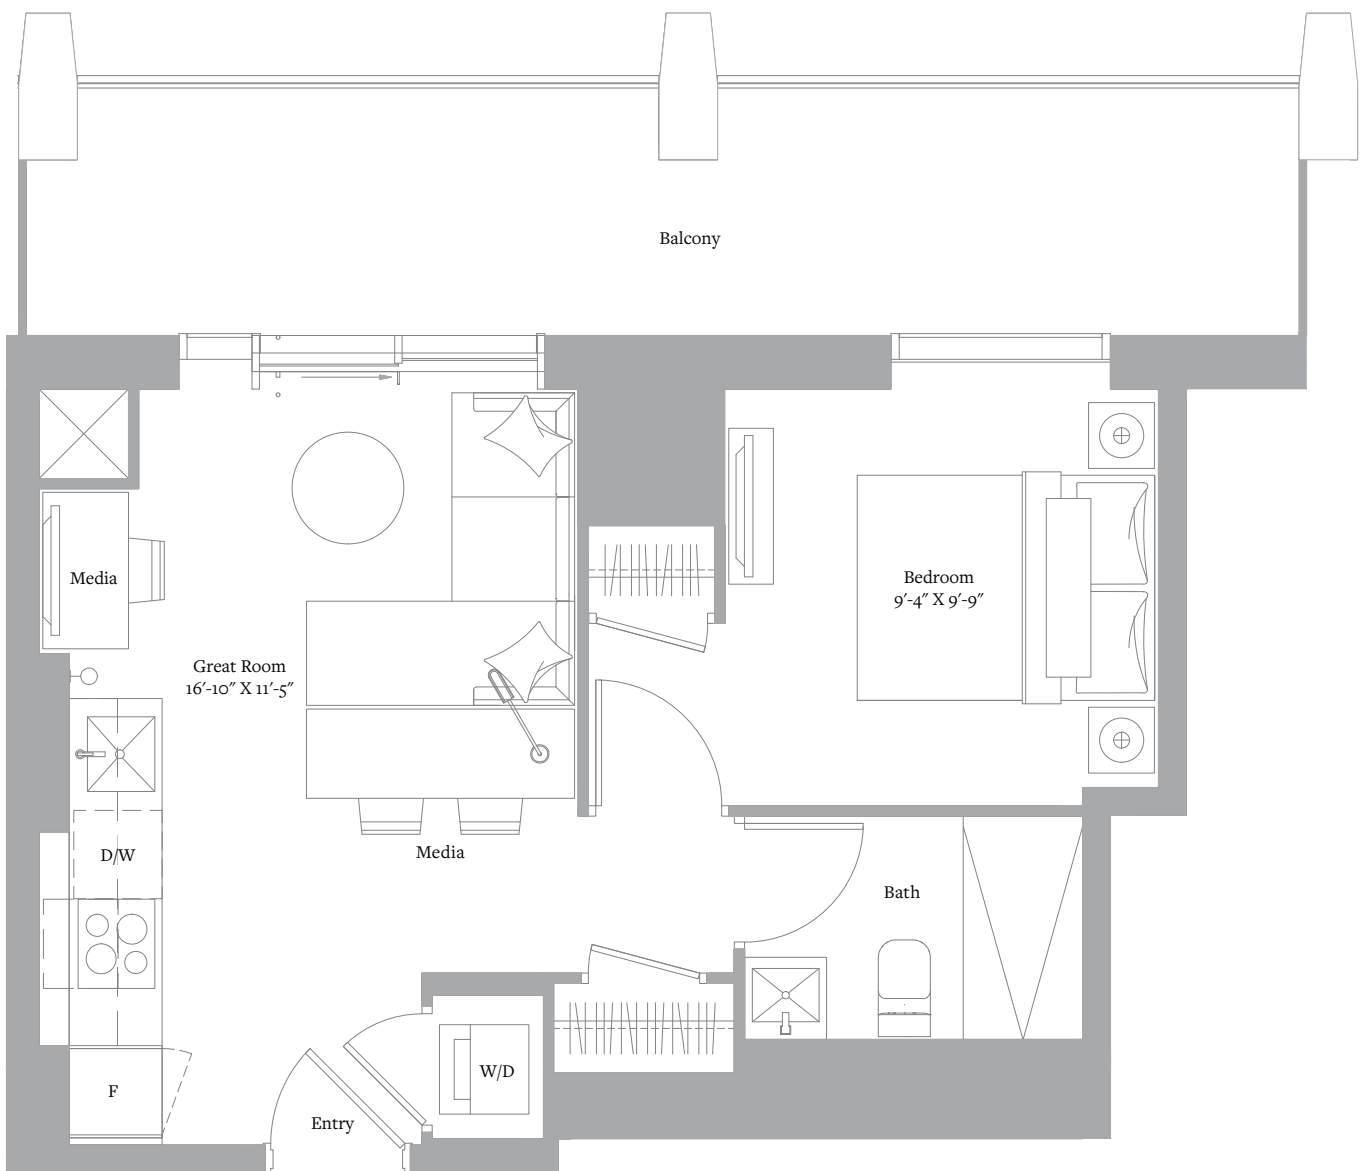 Balcony
Media
Bedroom
9′-4″ X 9′-9″
Great Room
16′-10″ X 11′-5″
D/W
Media
Bath
W/D
F
Entry